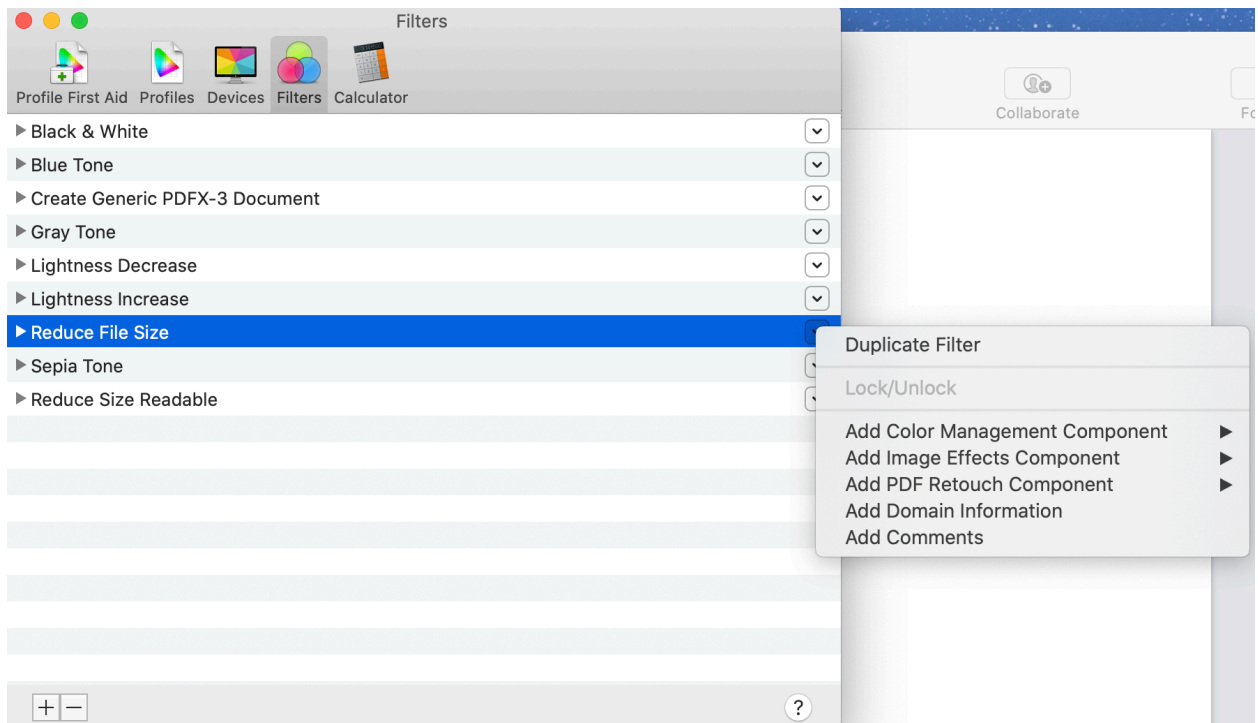 Filters
Profile First Aid Profiles Devices Filters Calculator
Collaborate
Black & White
Blue Tone
Create Generic PDFX-3 Document
Gray Tone
Lightness Decrease
Lightness Increase
Reduce File Size
Sepia Tone
Reduce Size Readable
Duplicate Filter
Lock/Unlock
Add Color Management Component
Add Image Effects Component
Add PDF Retouch Component
Add Domain Information
Add Comments
+ − ?